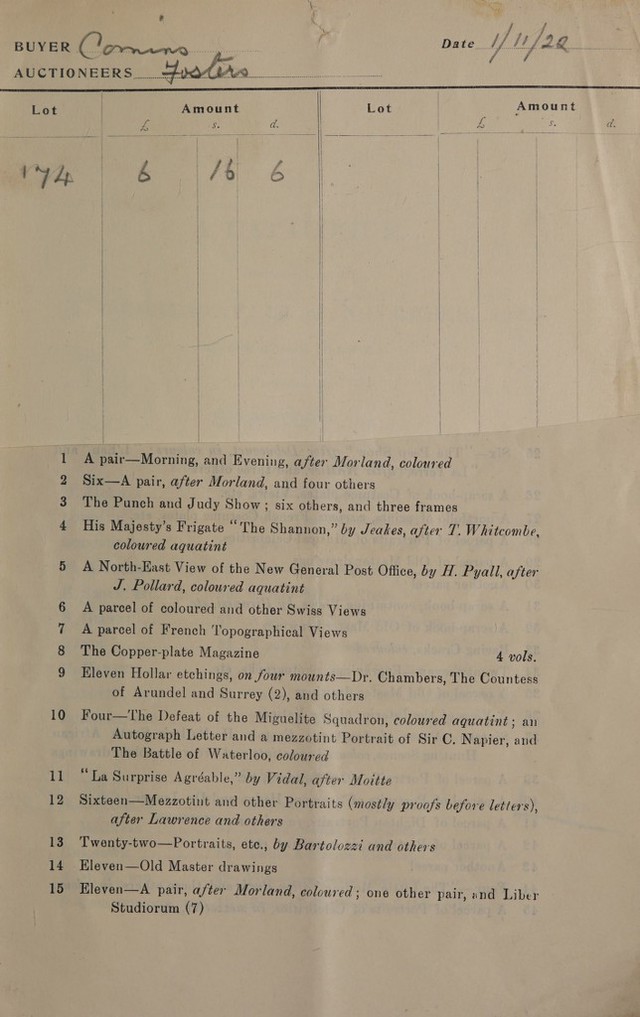 BUYER Comins Date 1/11/22
AUCTIONEERS Fosters
Lot Amount Lot Amount
£ s. d. £ s. d.
174 6 16 6
1 A pair—Morning, and Evening, after Morland, coloured
2 Six—A pair, after Morland, and four others
3 The Punch and Judy Show ; six others, and three frames
4 His Majesty's Frigate “The Shannon,” by Jeakes, after T. Whitcombe,
coloured aquatint
5 A North-East View of the New General Post Office, by H. Pyall, after
J. Pollard, coloured aquatint
6 A parcel of coloured and other Swiss Views
7 A parcel of French Topographical Views
8 The Copper-plate Magazine 4 vols.
9 Eleven Hollar etchings, on four mounts—Dr. Chambers, The Countess
of Arundel and Surrey (2), and others
10 Four—The Defeat of the Miguelite Squadron, coloured aquatint ; an
Autograph Letter and a mezzotint Portrait of Sir C. Napier, and
The Battle of Waterloo, coloured
11 “La Surprise Agréable,” by Vidal, after Moitte
12 Sixteen—Mezzotint and other Portraits (mostly proofs before letters),
after Lawrence and others
13 Twenty-two—Portraits, etc., by Bartolozzi and others
14 Eleven—Old Master drawings
15 Eleven—A pair, after Morland, coloured ; one other pair, and Liber
Studiorum (7)